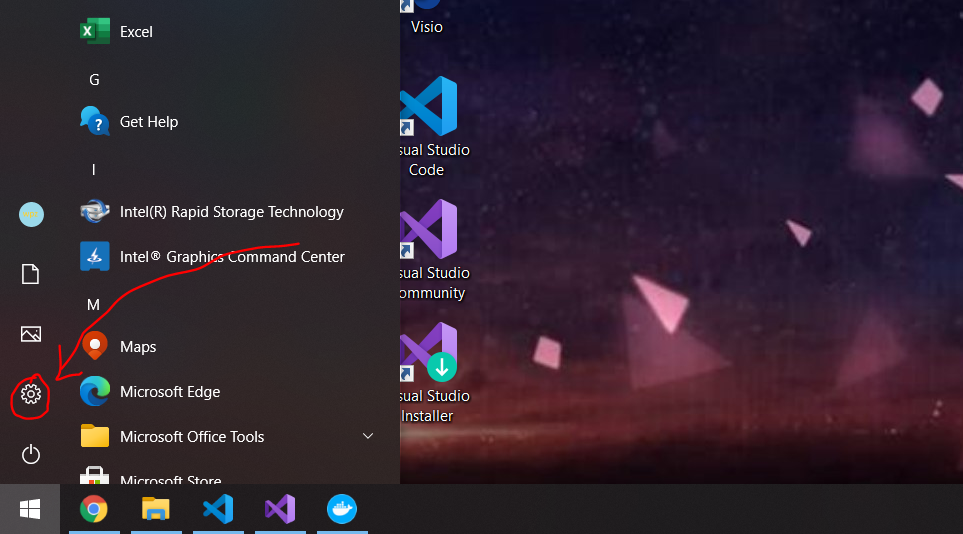 Excel
G
Get Help
I
Intel(R) Rapid Storage Technology
Intel® Graphics Command Center
M
Maps
Microsoft Edge
Microsoft Office Tools
Microsoft Store
Visio
sual Studio
Code
sual Studio
ommunity
sual Studio
Installer